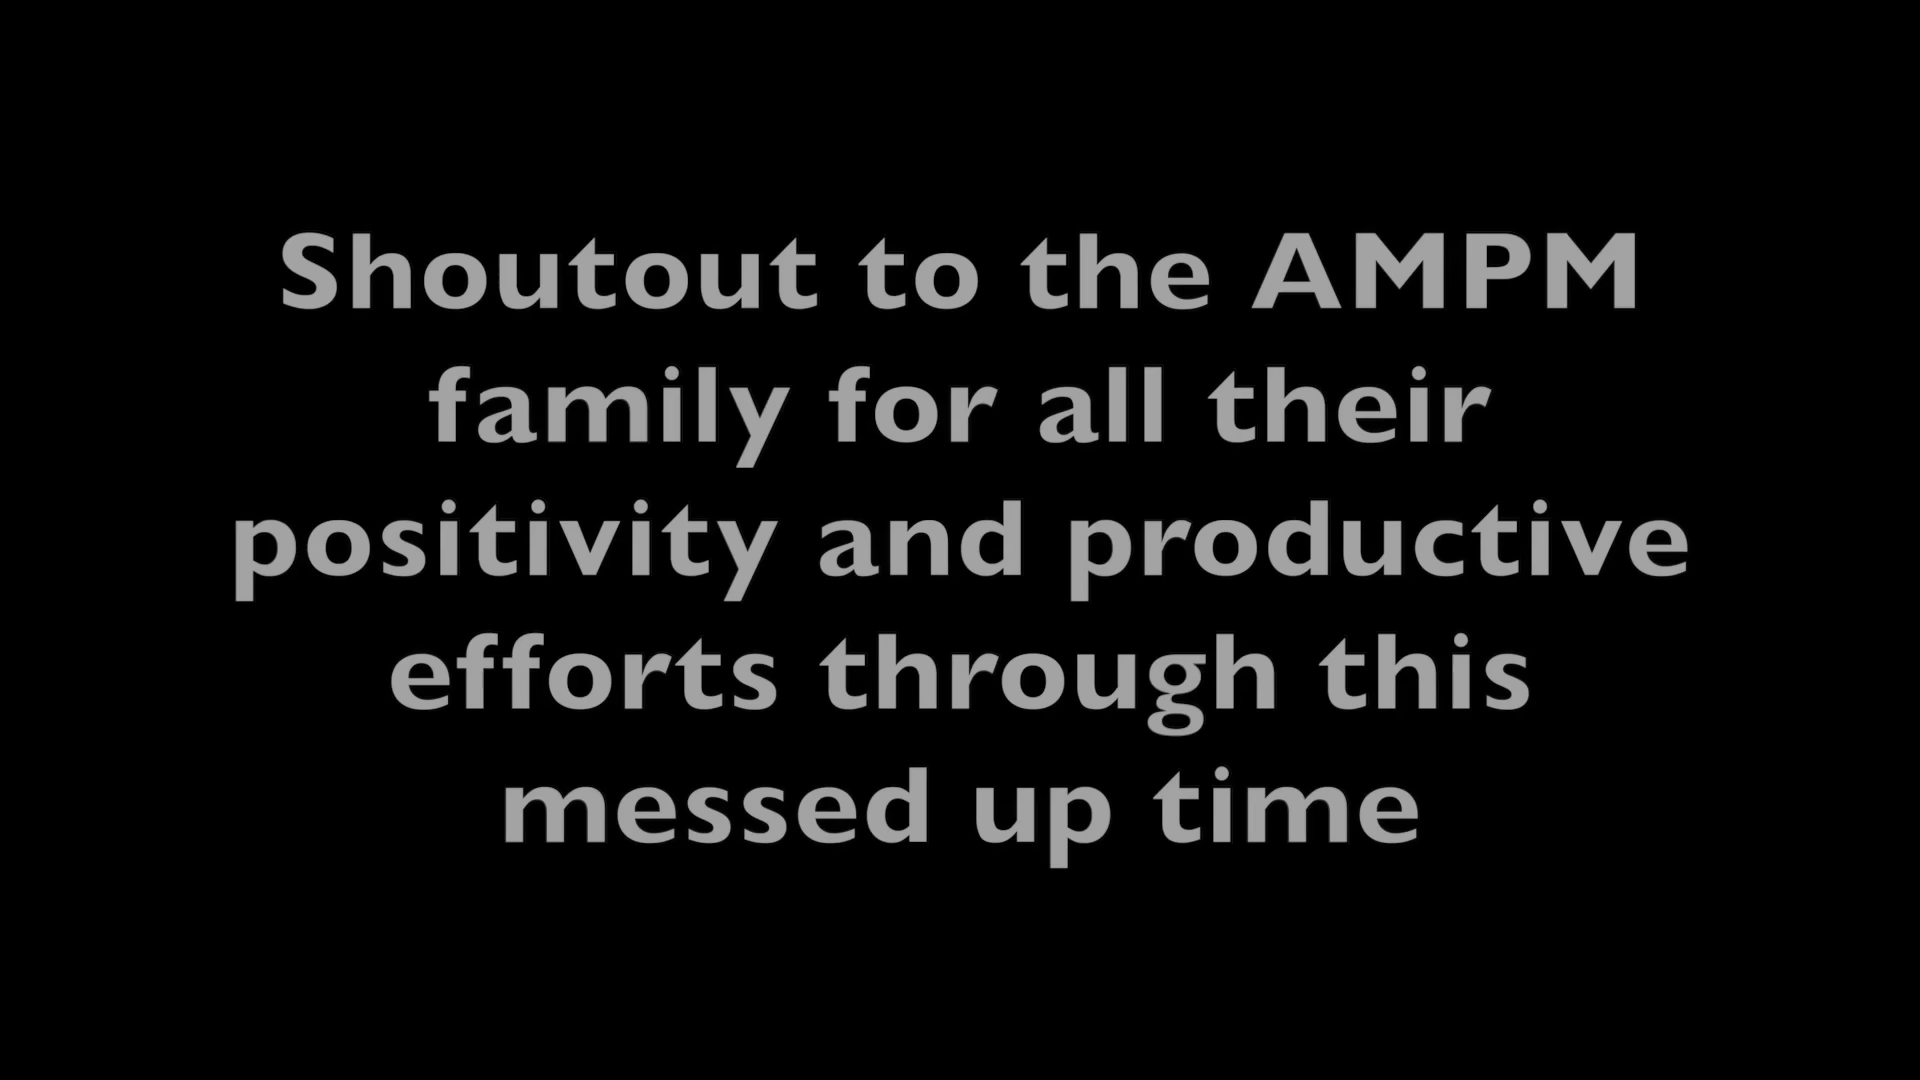 Shoutout to the AMPM
family for all their
positivity and productive
efforts through this
messed up time